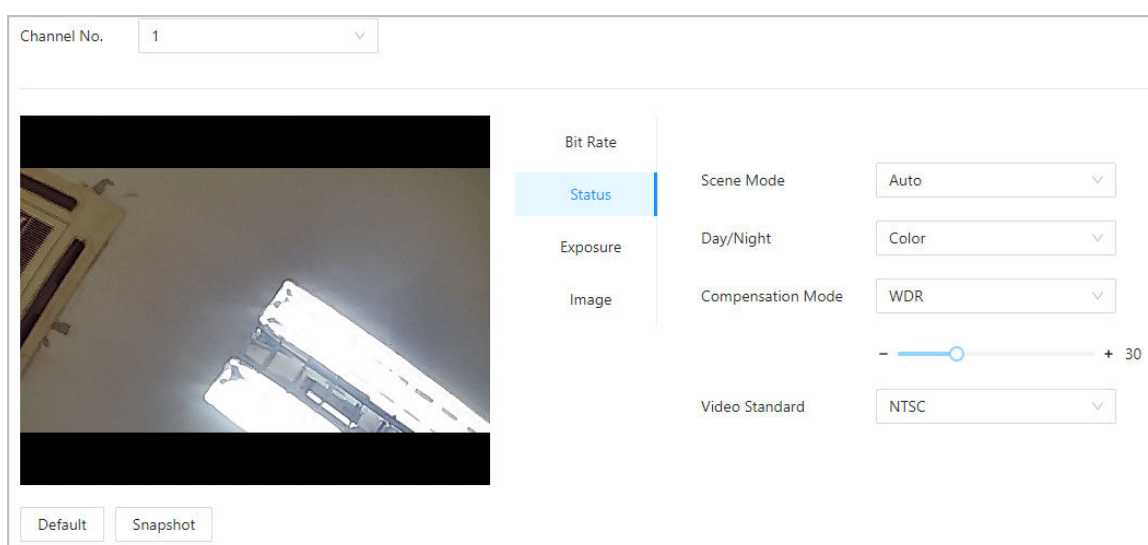 Channel No. 1
Bit Rate
Status
Exposure
Image
Scene Mode Auto
Day/Night Color
Compensation Mode WDR
- + 30
Video Standard NTSC
Default Snapshot